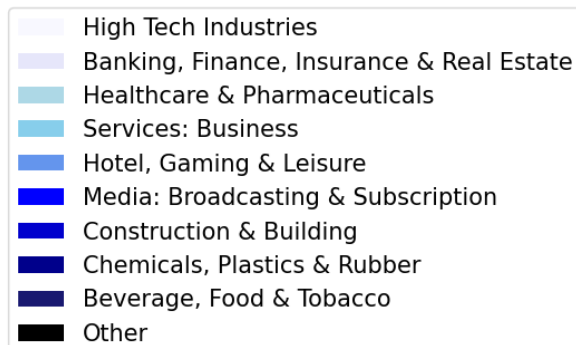 High Tech Industries
Banking, Finance, Insurance & Real Estate
Healthcare & Pharmaceuticals
Services: Business
Hotel, Gaming & Leisure
Media: Broadcasting & Subscription
Construction & Building
Chemicals, Plastics & Rubber
Beverage, Food & Tobacco
Other